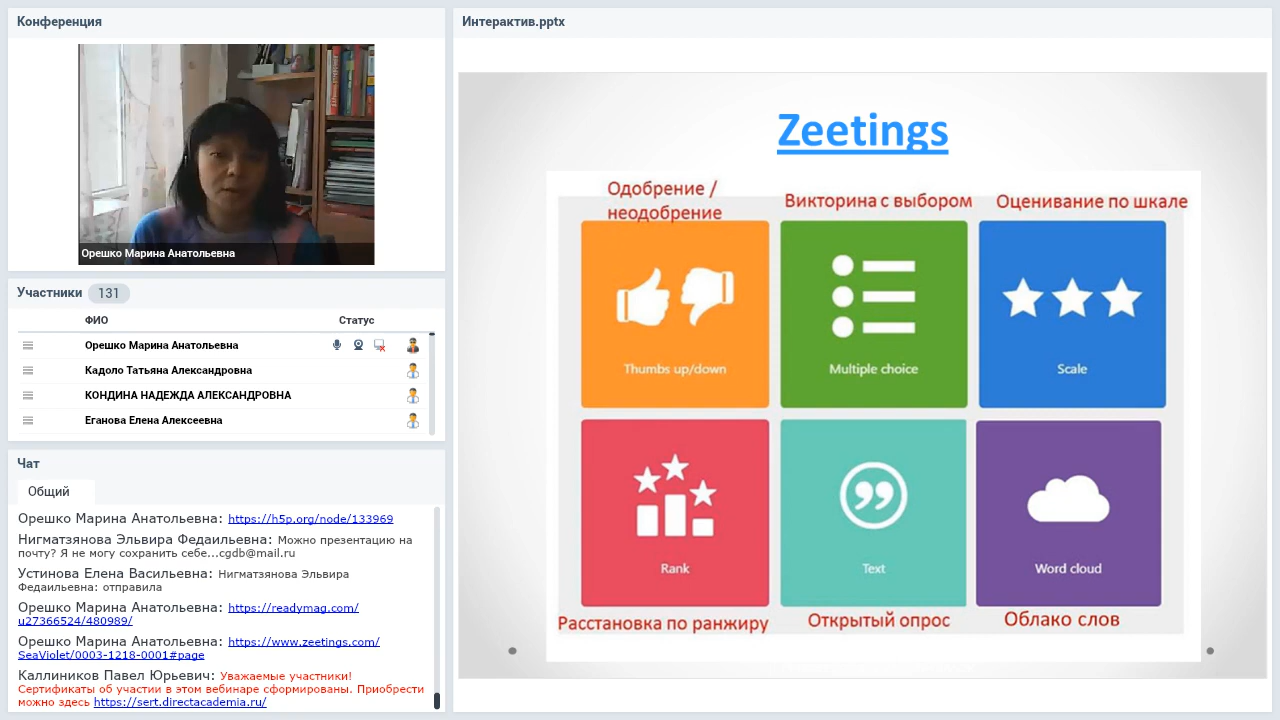 Конференция
Орешко Марина Анатольевна
Участники 131
ФИО Статус
Орешко Марина Анатольевна
Кадоло Татьяна Александровна
КОНДИНА НАДЕЖДА АЛЕКСАНДРОВНА
Еганова Елена Алексеевна
Чат
Общий
Орешко Марина Анатольевна: https://h5p.org/node/133969
Нигматзянова Эльвира Федаильевна: Можно презентацию на
почту? Я не могу сохранить себе...cgdb@mail.ru
Устинова Елена Васильевна: Нигматзянова Эльвира
Федаильевна: отправила
Орешко Марина Анатольевна: https://readymag.com/
u27366524/480989/
Орешко Марина Анатольевна: https://www.zeetings.com/
SeaViolet/0003-1218-0001#page
Каллиников Павел Юрьевич: Уважаемые участники!
Сертификаты об участии в этом вебинаре сформированы. Приобрести
можно здесь https://sert.directacademia.ru/
Интерактив.pptx
Zeetings
Одобрение /
неодобрение
Викторина с выбором
Оценивание по шкале
Thumbs up/down
Multiple choice
Scale
Rank
Text
Word cloud
Расстановка по ранжиру
Открытый опрос
Облако слов